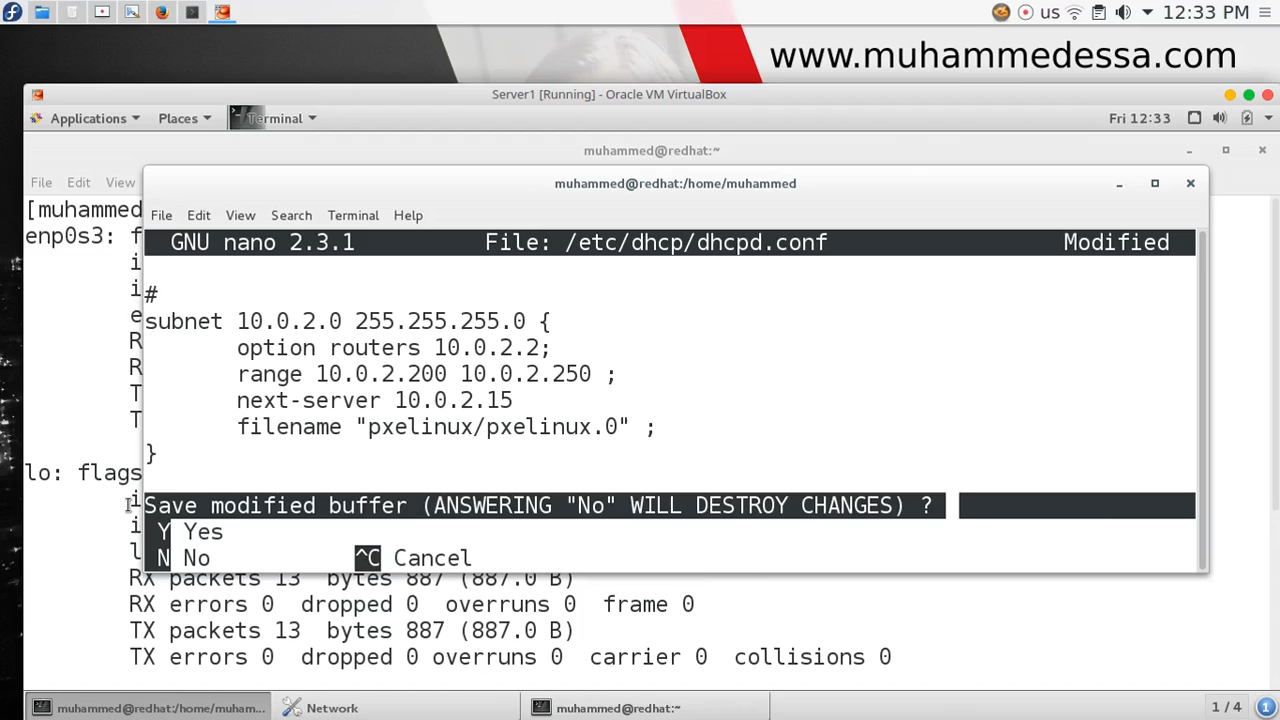 us 12:33 PM
www.muhammedessa.com
Server1 [Running] - Oracle VM VirtualBox
Applications Places Terminal Fri 12:33
muhammed@redhat:~
File Edit View
muhammed@redhat:/home/muhammed
File Edit View Search Terminal Help
[muhammed
enp0s3: f
GNU nano 2.3.1 File: /etc/dhcp/dhcpd.conf Modified
#
subnet 10.0.2.0 255.255.255.0 {
option routers 10.0.2.2;
range 10.0.2.200 10.0.2.250 ;
next-server 10.0.2.15
filename "pxelinux/pxelinux.0" ;
}
lo: flags
Save modified buffer (ANSWERING "No" WILL DESTROY CHANGES) ?
Y Yes
N No ^C Cancel
RX packets 13 bytes 887 (887.0 B)
RX errors 0 dropped 0 overruns 0 frame 0
TX packets 13 bytes 887 (887.0 B)
TX errors 0 dropped 0 overruns 0 carrier 0 collisions 0
muhammed@redhat:/home/muham... Network muhammed@redhat:~ 1 / 4 1